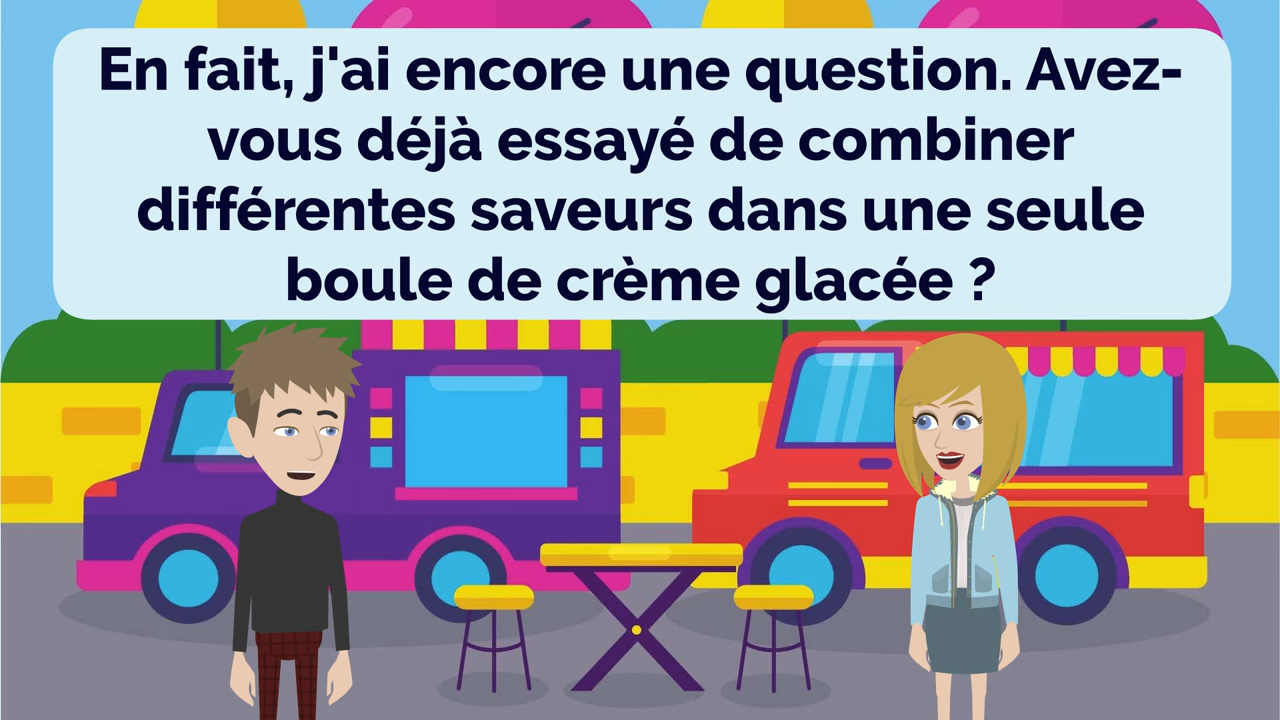 En fait, j'ai encore une question. Avez-
vous déjà essayé de combiner
différentes saveurs dans une seule
boule de crème glacée ?